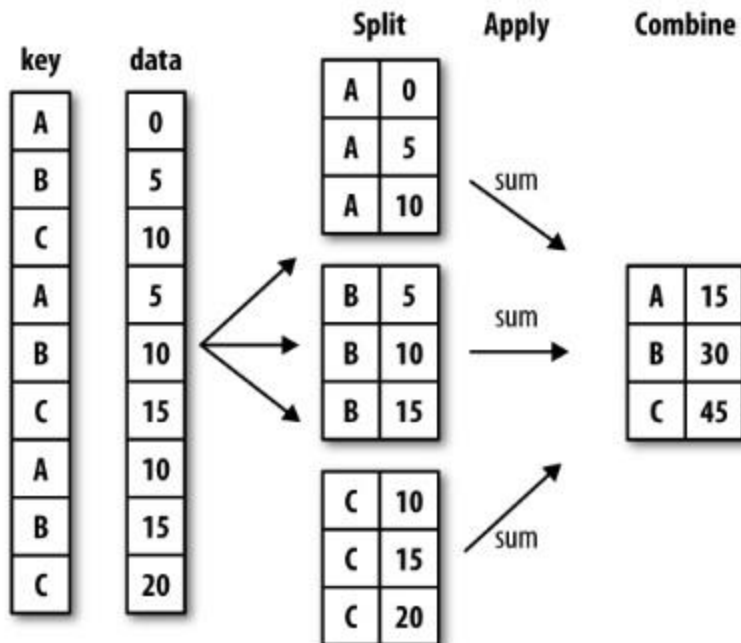 Split Apply Combine
key data
A 0
B 5
C 10
A 5
B 10
C 15
A 10
B 15
C 20
A 0
A 5
A 10
B 5
B 10
B 15
C 10
C 15
C 20
sum
sum
sum
A 15
B 30
C 45